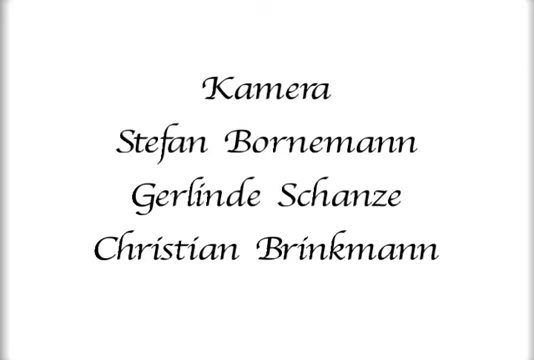 Kamera
Stefan Bornemann
Gerlinde Schanze
Christian Brinkmann